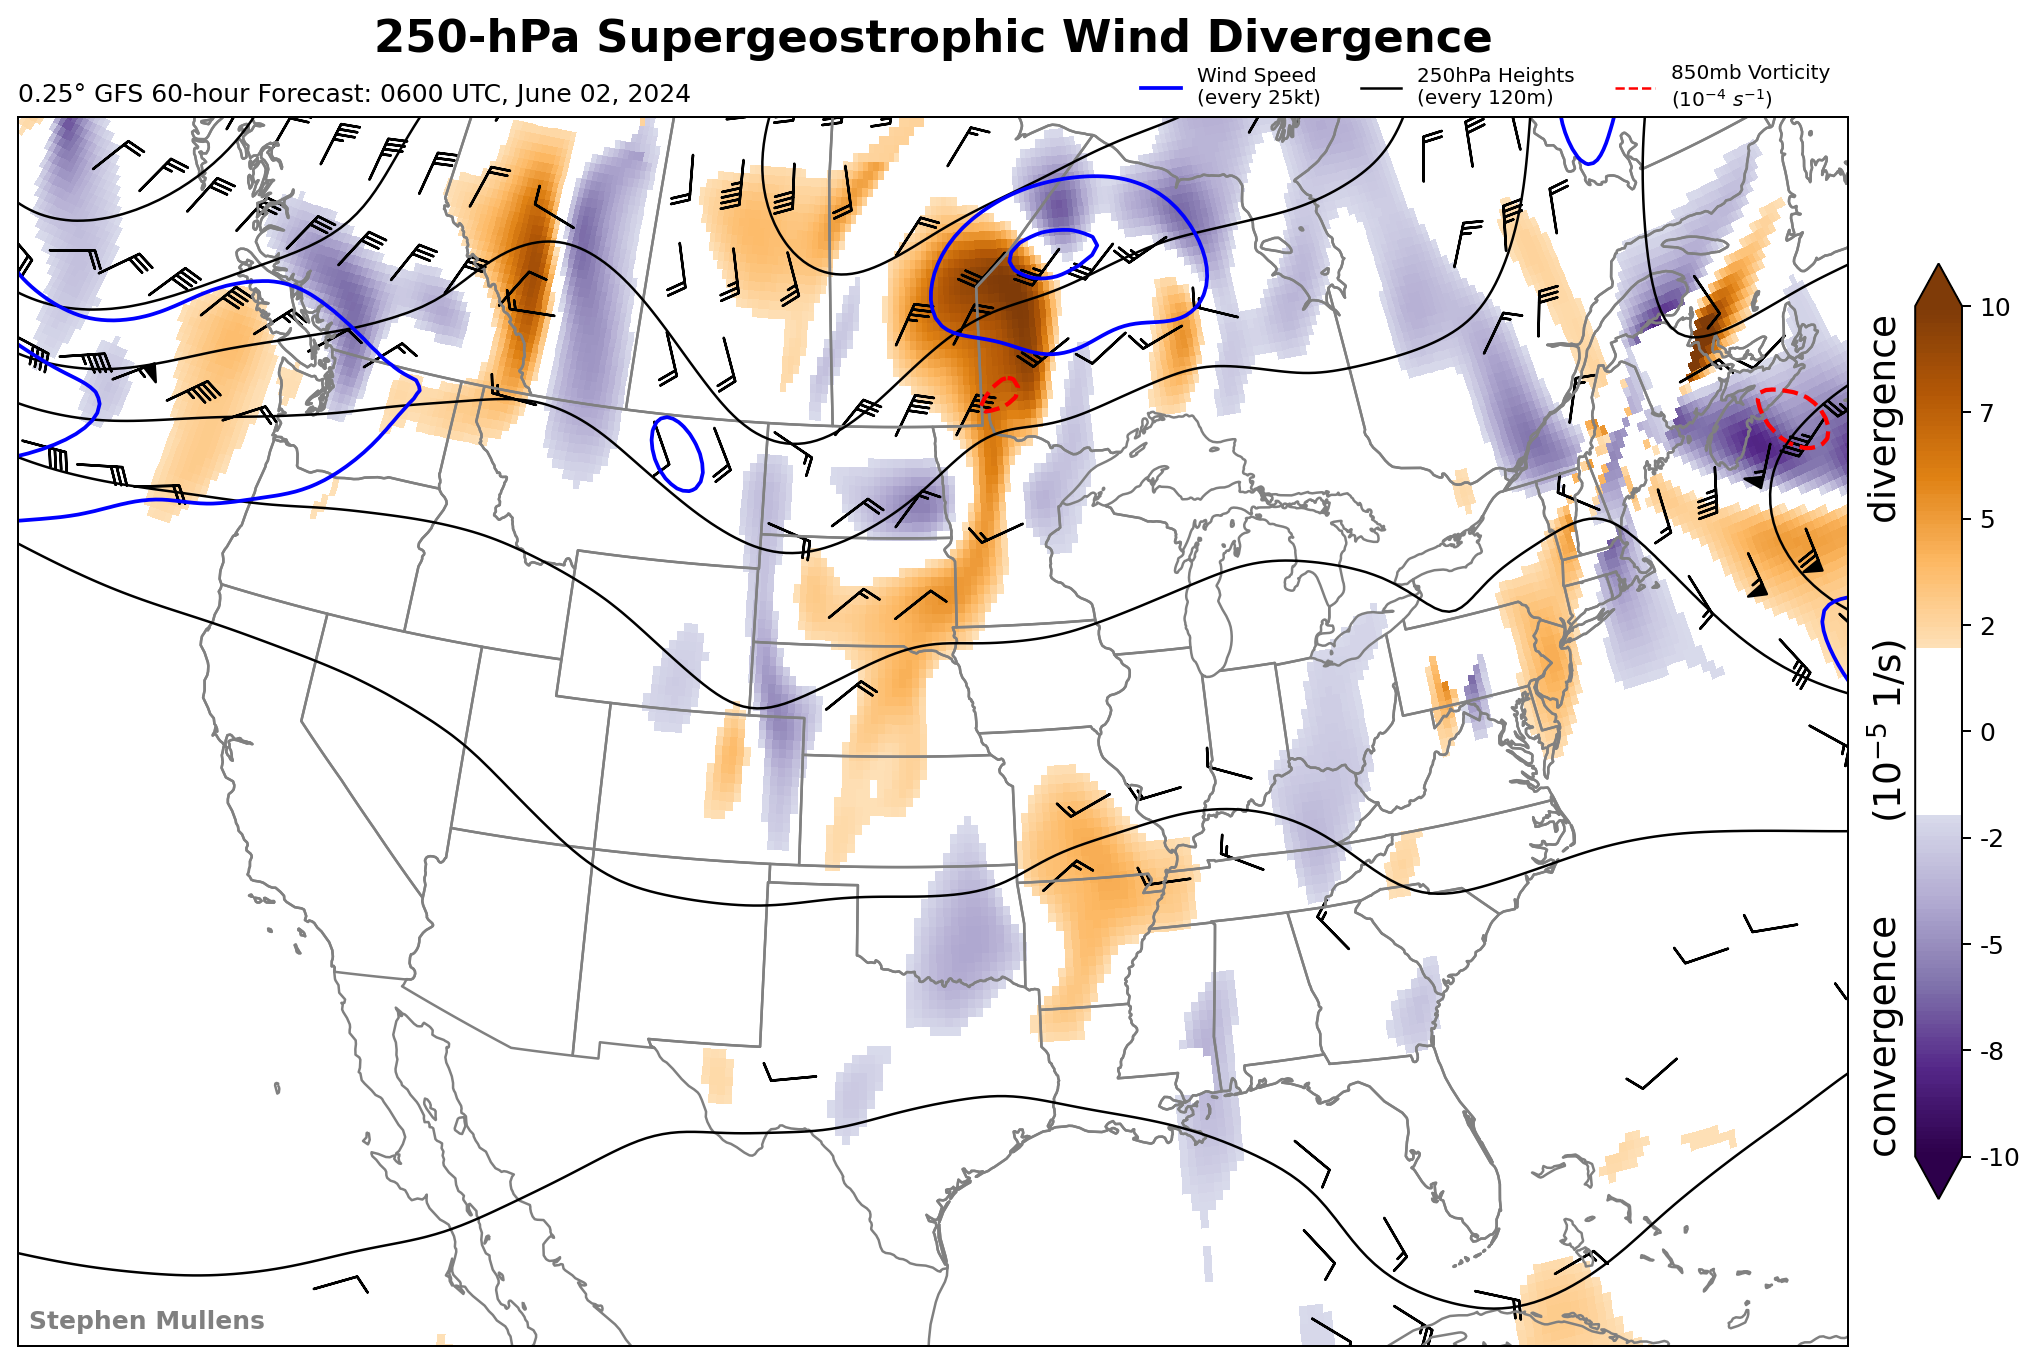 250-hPa Supergeostrophic Wind Divergence
0.25° GFS 60-hour Forecast: 0600 UTC, June 02, 2024
Wind Speed
(every 25kt)
250hPa Heights
(every 120m)
850mb Vorticity
(10⁻⁴ s⁻¹)
convergence (10⁻⁵ 1/s) divergence
10
7
5
2
0
-2
-5
-8
-10
Stephen Mullens